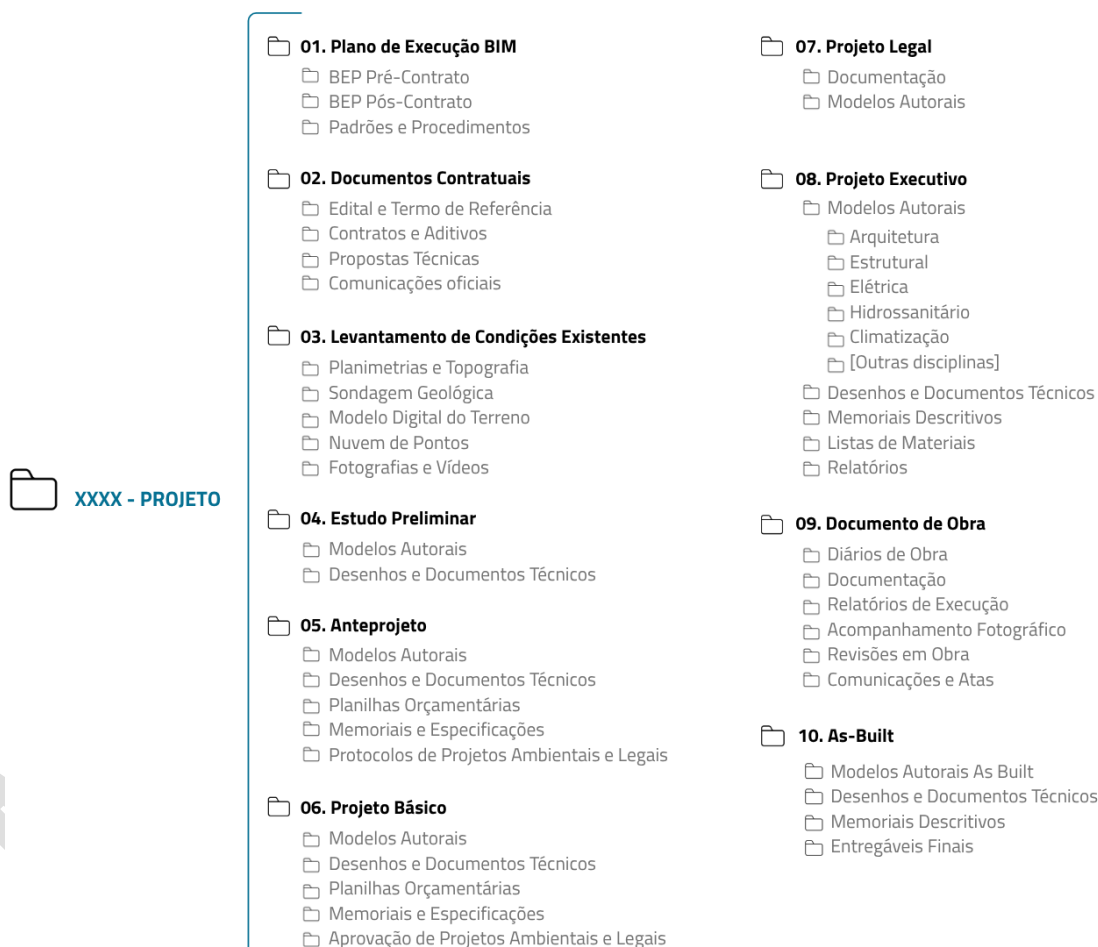 XXXX - PROJETO
01. Plano de Execução BIM
BEP Pré-Contrato
BEP Pós-Contrato
Padrões e Procedimentos
02. Documentos Contratuais
Edital e Termo de Referência
Contratos e Aditivos
Propostas Técnicas
Comunicações oficiais
03. Levantamento de Condições Existentes
Planimetrias e Topografia
Sondagem Geológica
Modelo Digital do Terreno
Nuvem de Pontos
Fotografias e Vídeos
04. Estudo Preliminar
Modelos Autorais
Desenhos e Documentos Técnicos
05. Anteprojeto
Modelos Autorais
Desenhos e Documentos Técnicos
Planilhas Orçamentárias
Memoriais e Especificações
Protocolos de Projetos Ambientais e Legais
06. Projeto Básico
Modelos Autorais
Desenhos e Documentos Técnicos
Planilhas Orçamentárias
Memoriais e Especificações
Aprovação de Projetos Ambientais e Legais
07. Projeto Legal
Documentação
Modelos Autorais
08. Projeto Executivo
Modelos Autorais
Arquitetura
Estrutural
Elétrica
Hidrossanitário
Climatização
[Outras disciplinas]
Desenhos e Documentos Técnicos
Memoriais Descritivos
Listas de Materiais
Relatórios
09. Documento de Obra
Diários de Obra
Documentação
Relatórios de Execução
Acompanhamento Fotográfico
Revisões em Obra
Comunicações e Atas
10. As-Built
Modelos Autorais As Built
Desenhos e Documentos Técnicos
Memoriais Descritivos
Entregáveis Finais